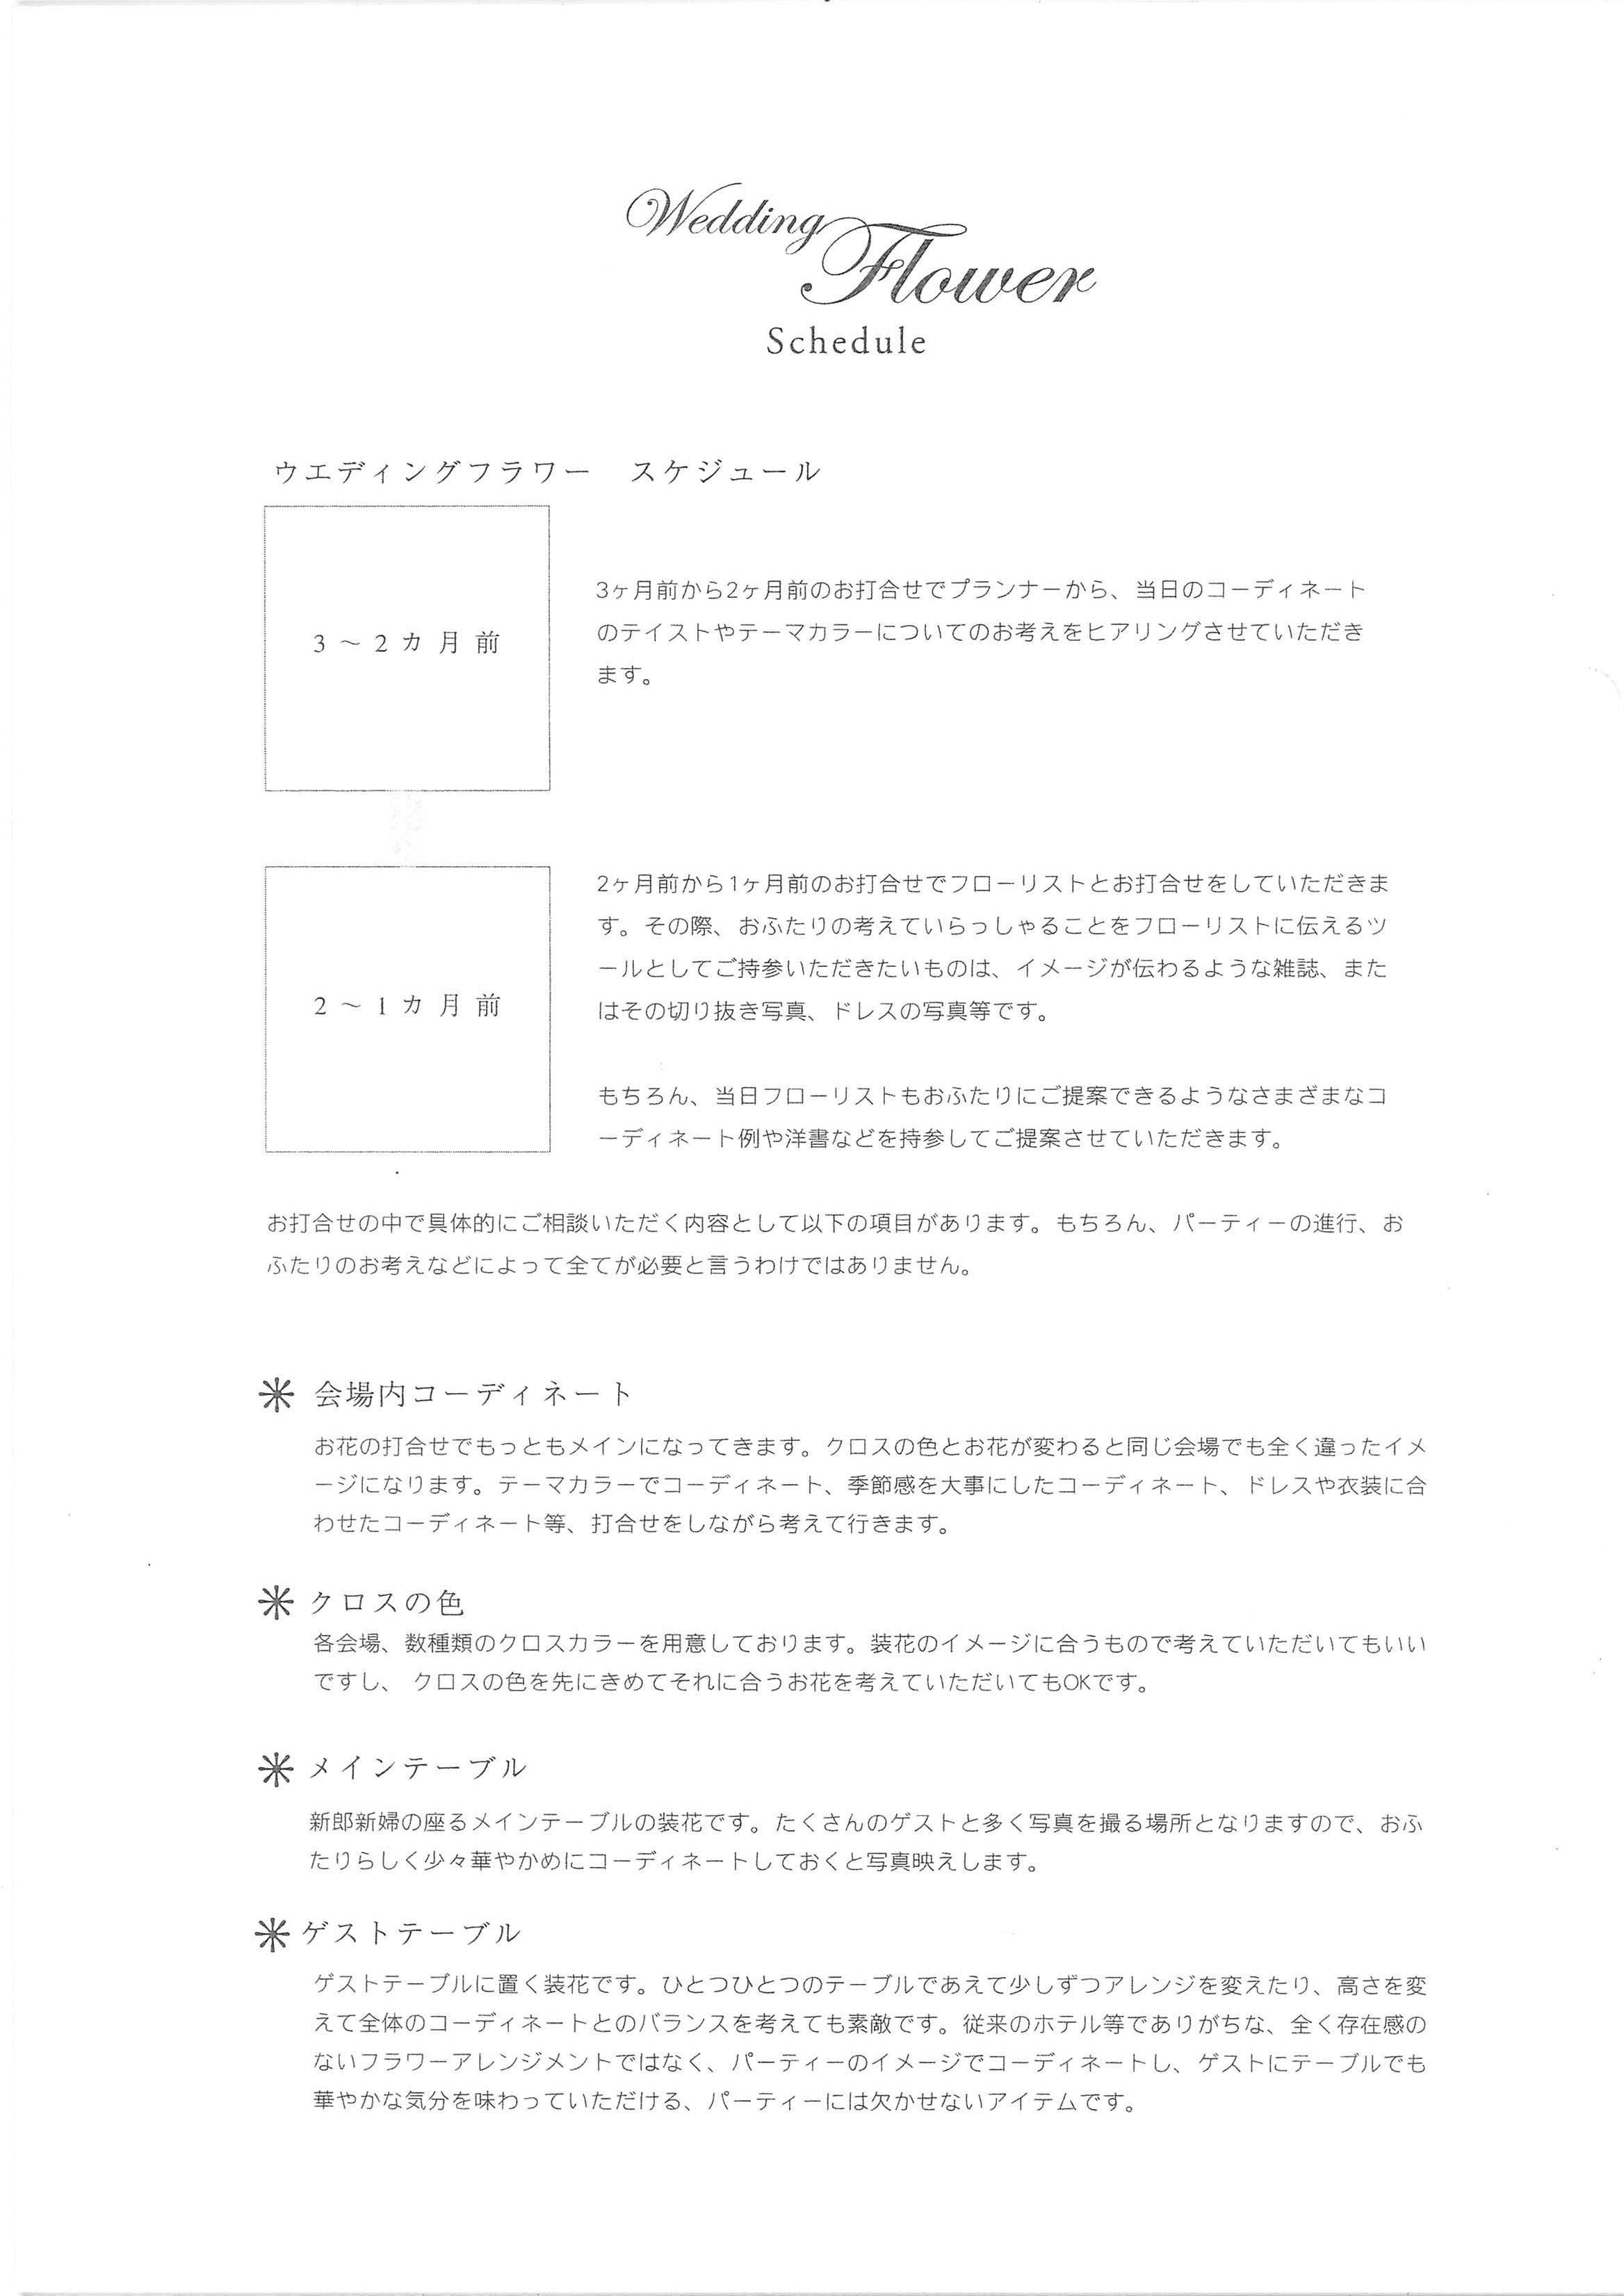 Wedding
Flower
Schedule
ウエディングフラワー　スケジュール
3～2カ月前
3ヶ月前から2ヶ月前のお打合せでプランナーから、当日のコーディネート
のテイストやテーマカラーについてのお考えをヒアリングさせていただき
ます。
2～1カ月前
2ヶ月前から1ヶ月前のお打合せでフローリストとお打合せをしていただきま
す。その際、おふたりの考えていらっしゃることをフローリストに伝えるツ
ールとしてご持参いただきたいものは、イメージが伝わるような雑誌、また
はその切り抜き写真、ドレスの写真等です。
もちろん、当日フローリストもおふたりにご提案できるようなさまざまなコ
ーディネート例や洋書などを持参してご提案させていただきます。
お打合せの中で具体的にご相談いただく内容として以下の項目があります。もちろん、パーティーの進行、お
ふたりのお考えなどによって全てが必要と言うわけではありません。
＊ 会場内コーディネート
お花の打合せでもっともメインになってきます。クロスの色とお花が変わると同じ会場でも全く違ったイメ
ージになります。テーマカラーでコーディネート、季節感を大事にしたコーディネート、ドレスや衣装に合
わせたコーディネート等、打合せをしながら考えて行きます。
＊ クロスの色
各会場、数種類のクロスカラーを用意しております。装花のイメージに合うもので考えていただいてもいい
ですし、 クロスの色を先にきめてそれに合うお花を考えていただいてもOKです。
＊ メインテーブル
新郎新婦の座るメインテーブルの装花です。たくさんのゲストと多く写真を撮る場所となりますので、おふ
たりらしく少々華やかめにコーディネートしておくと写真映えします。
＊ ゲストテーブル
ゲストテーブルに置く装花です。ひとつひとつのテーブルであえて少しずつアレンジを変えたり、高さを変
えて全体のコーディネートとのバランスを考えても素敵です。従来のホテル等でありがちな、全く存在感の
ないフラワーアレンジメントではなく、パーティーのイメージでコーディネートし、ゲストにテーブルでも
華やかな気分を味わっていただける、パーティーには欠かせないアイテムです。